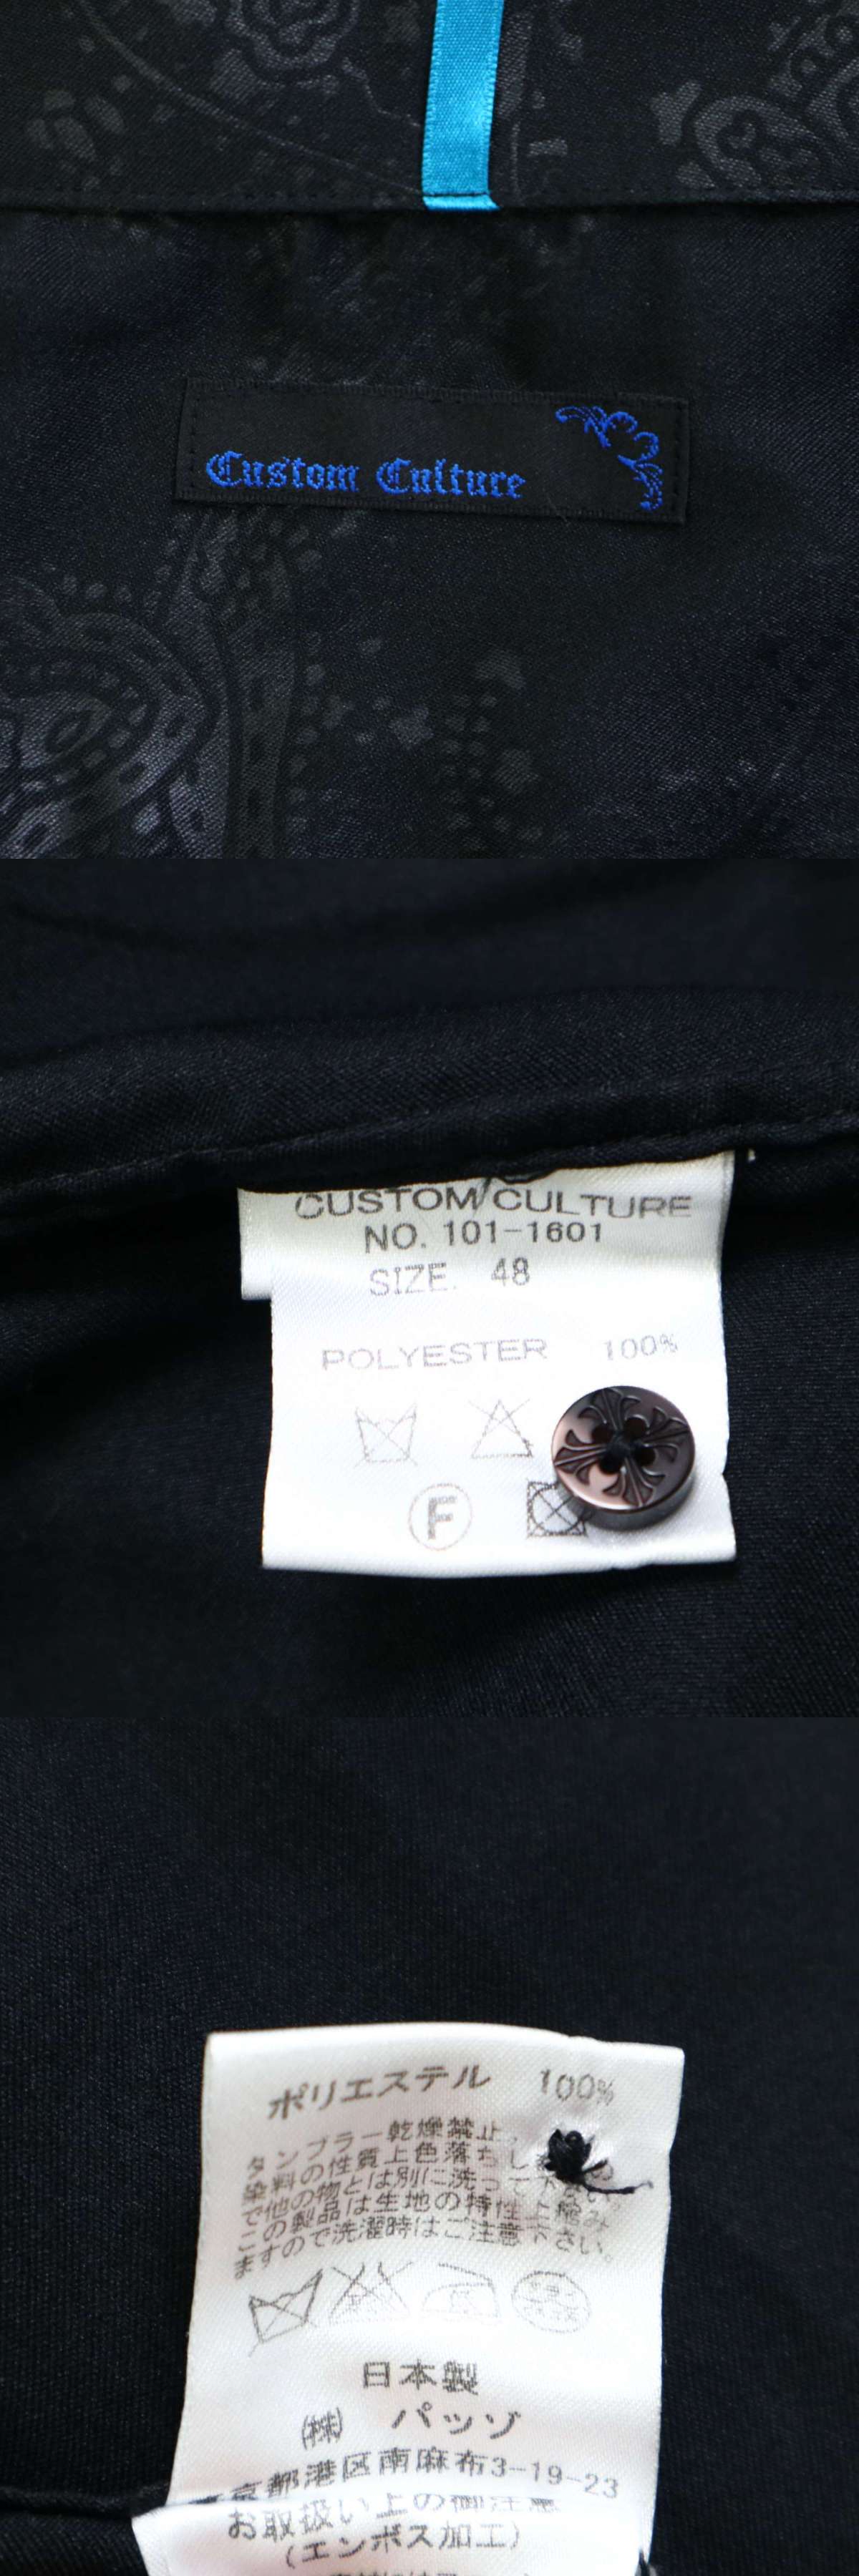 Custom Culture
CUSTOM CULTURE
NO. 101-1601
SIZE. 48
POLYESTER 100%
F
ポリエステル 100%
タンブラー乾燥禁止,
染料の性質上色落ちし
で他の物とは別に洗って下さい。
この製品は生地の特性上縮み
ますので洗濯時はご注意下さい。
日本製
㈱ パッゾ
京都港区南麻布3-19-23
お取扱い上の御注意
(エンボス加工)